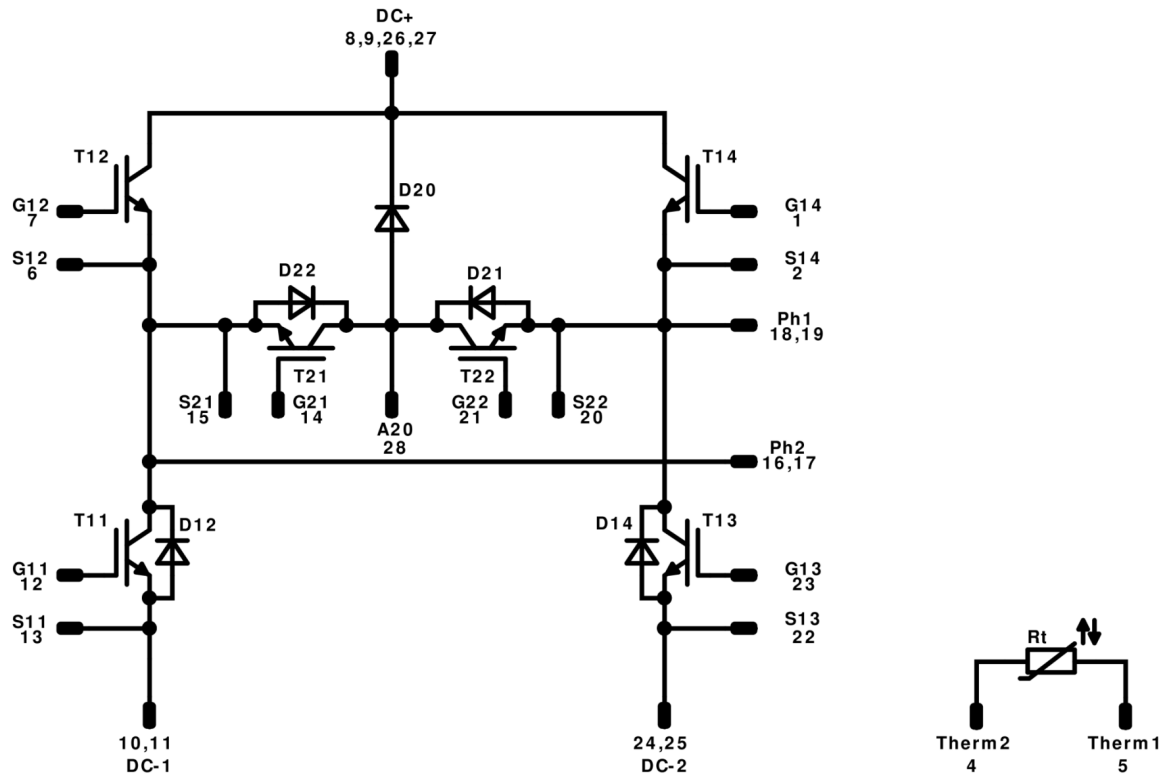 DC+
8,9,26,27
T12
T14
D20
G12
7
G14
1
S12
6
S14
2
D22
D21
Ph1
18,19
T21
T22
S21
15
G21
14
A20
28
G22
21
S22
20
Ph2
16,17
T11
D12
D14
T13
G11
12
G13
23
S11
13
S13
22
Rt
10,11
DC-1
24,25
DC-2
Therm2
4
Therm1
5